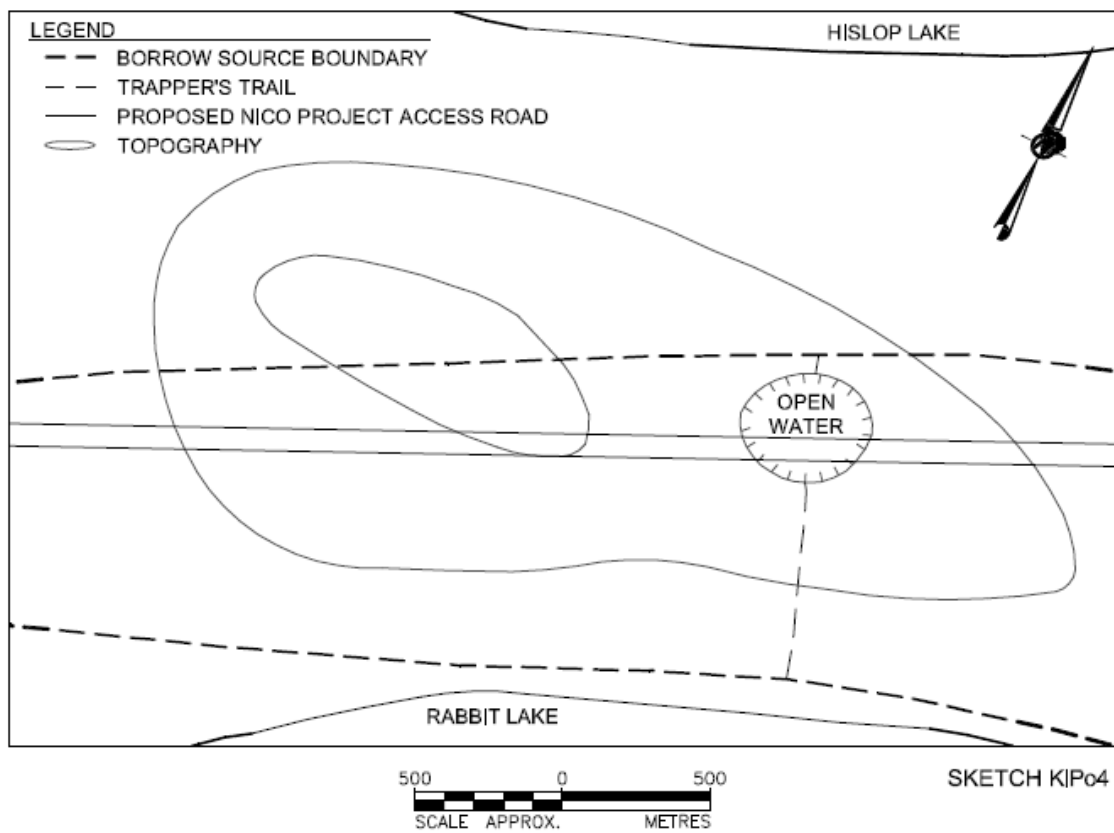 LEGEND
BORROW SOURCE BOUNDARY
TRAPPER'S TRAIL
PROPOSED NICO PROJECT ACCESS ROAD
TOPOGRAPHY
HISLOP LAKE
OPEN
WATER
RABBIT LAKE
500 0 500
SCALE APPROX. METRES
SKETCH K|Po4